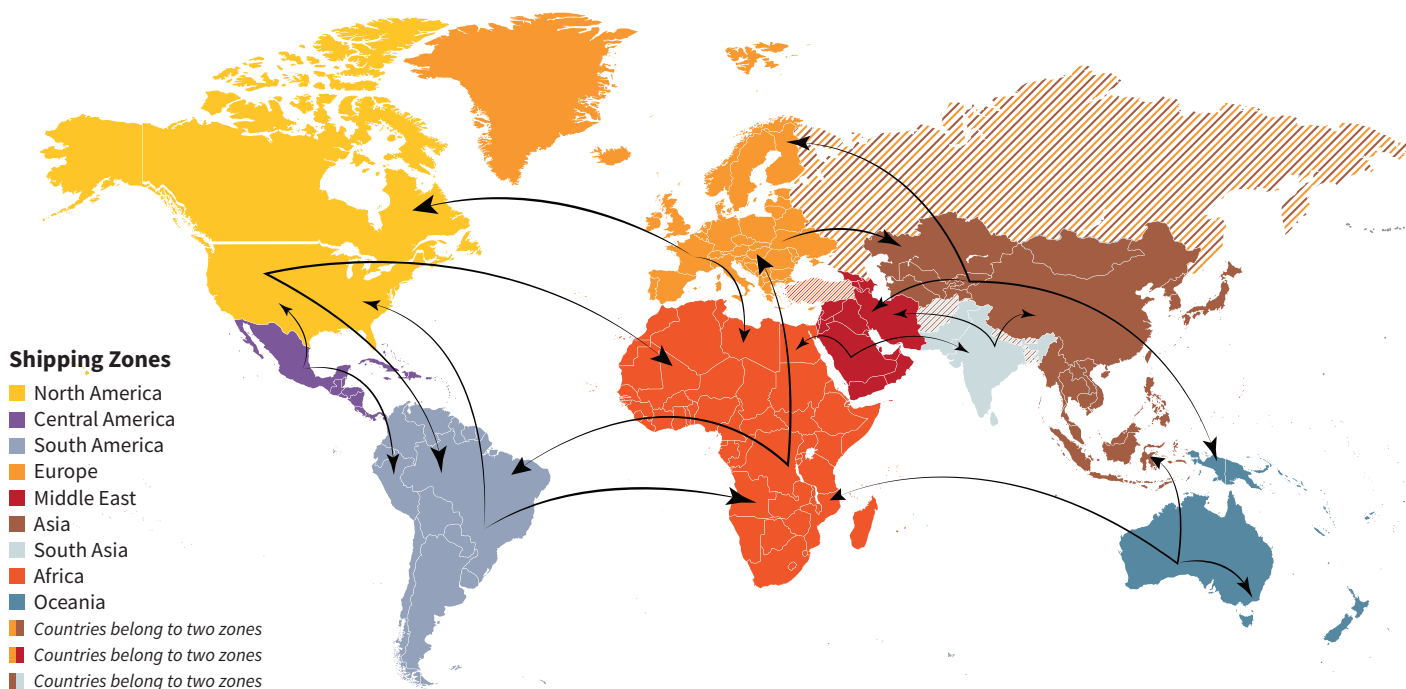 Shipping Zones
North America
Central America
South America
Europe
Middle East
Asia
South Asia
Africa
Oceania
Countries belong to two zones
Countries belong to two zones
Countries belong to two zones